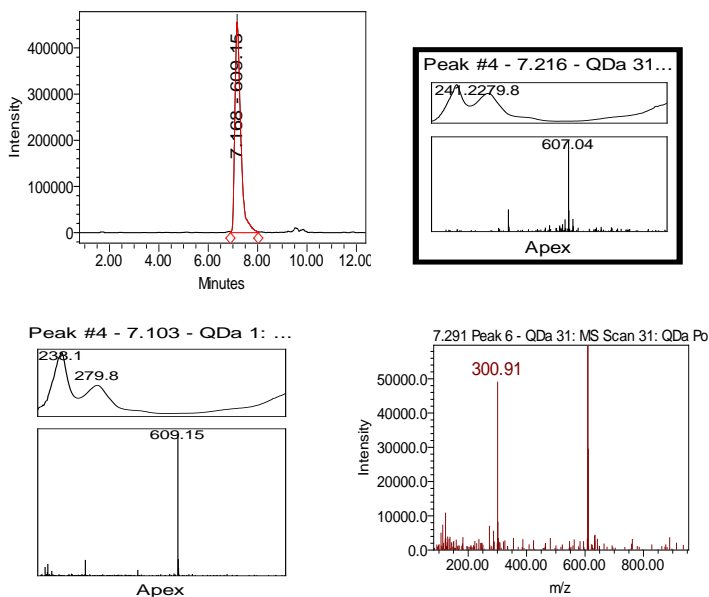 400000
300000
200000
100000
0
Intensity
7.168 - 609.15
2.00 4.00 6.00 8.00 10.00 12.00
Minutes
Peak #4 - 7.216 - QDa 31...
241.2279.8
607.04
Apex
Peak #4 - 7.103 - QDa 1: ...
238.1
279.8
609.15
Apex
7.291 Peak 6 - QDa 31: MS Scan 31: QDa Po
300.91
50000.0
40000.0
30000.0
20000.0
10000.0
0.0
Intensity
200.00 400.00 600.00 800.00
m/z